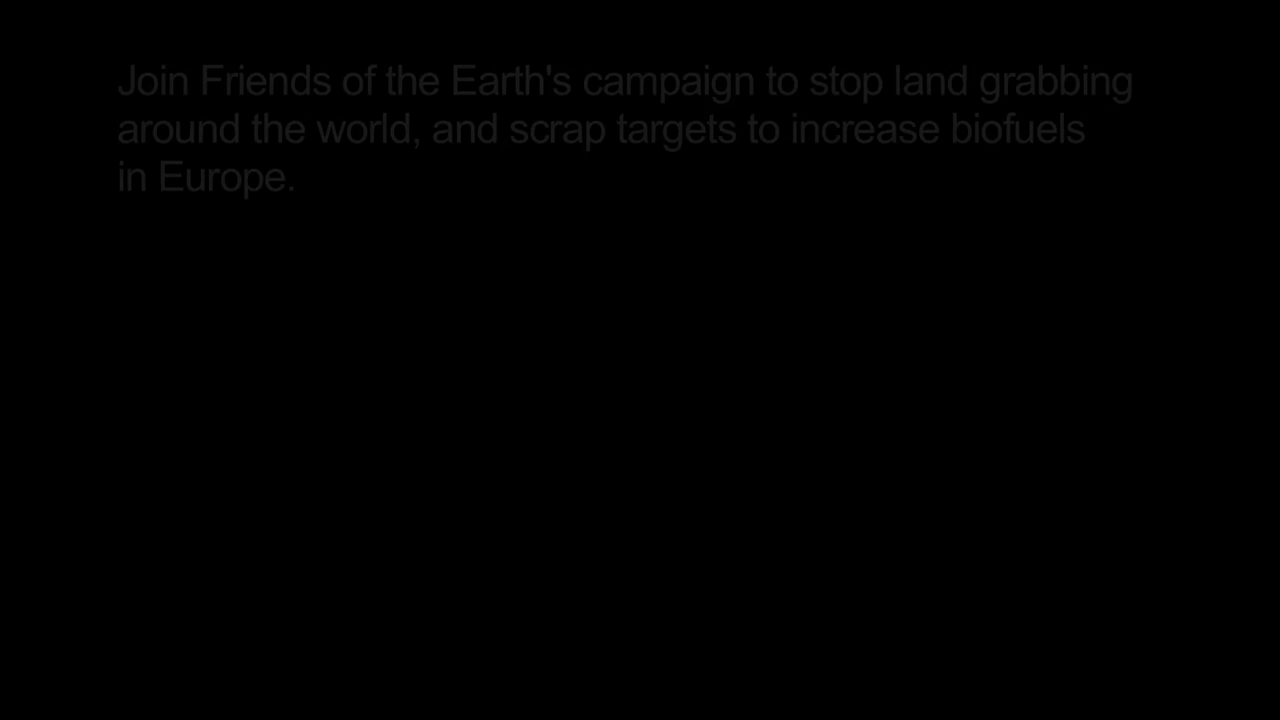 Join Friends of the Earth's campaign to stop land grabbing
around the world, and scrap targets to increase biofuels
in Europe.